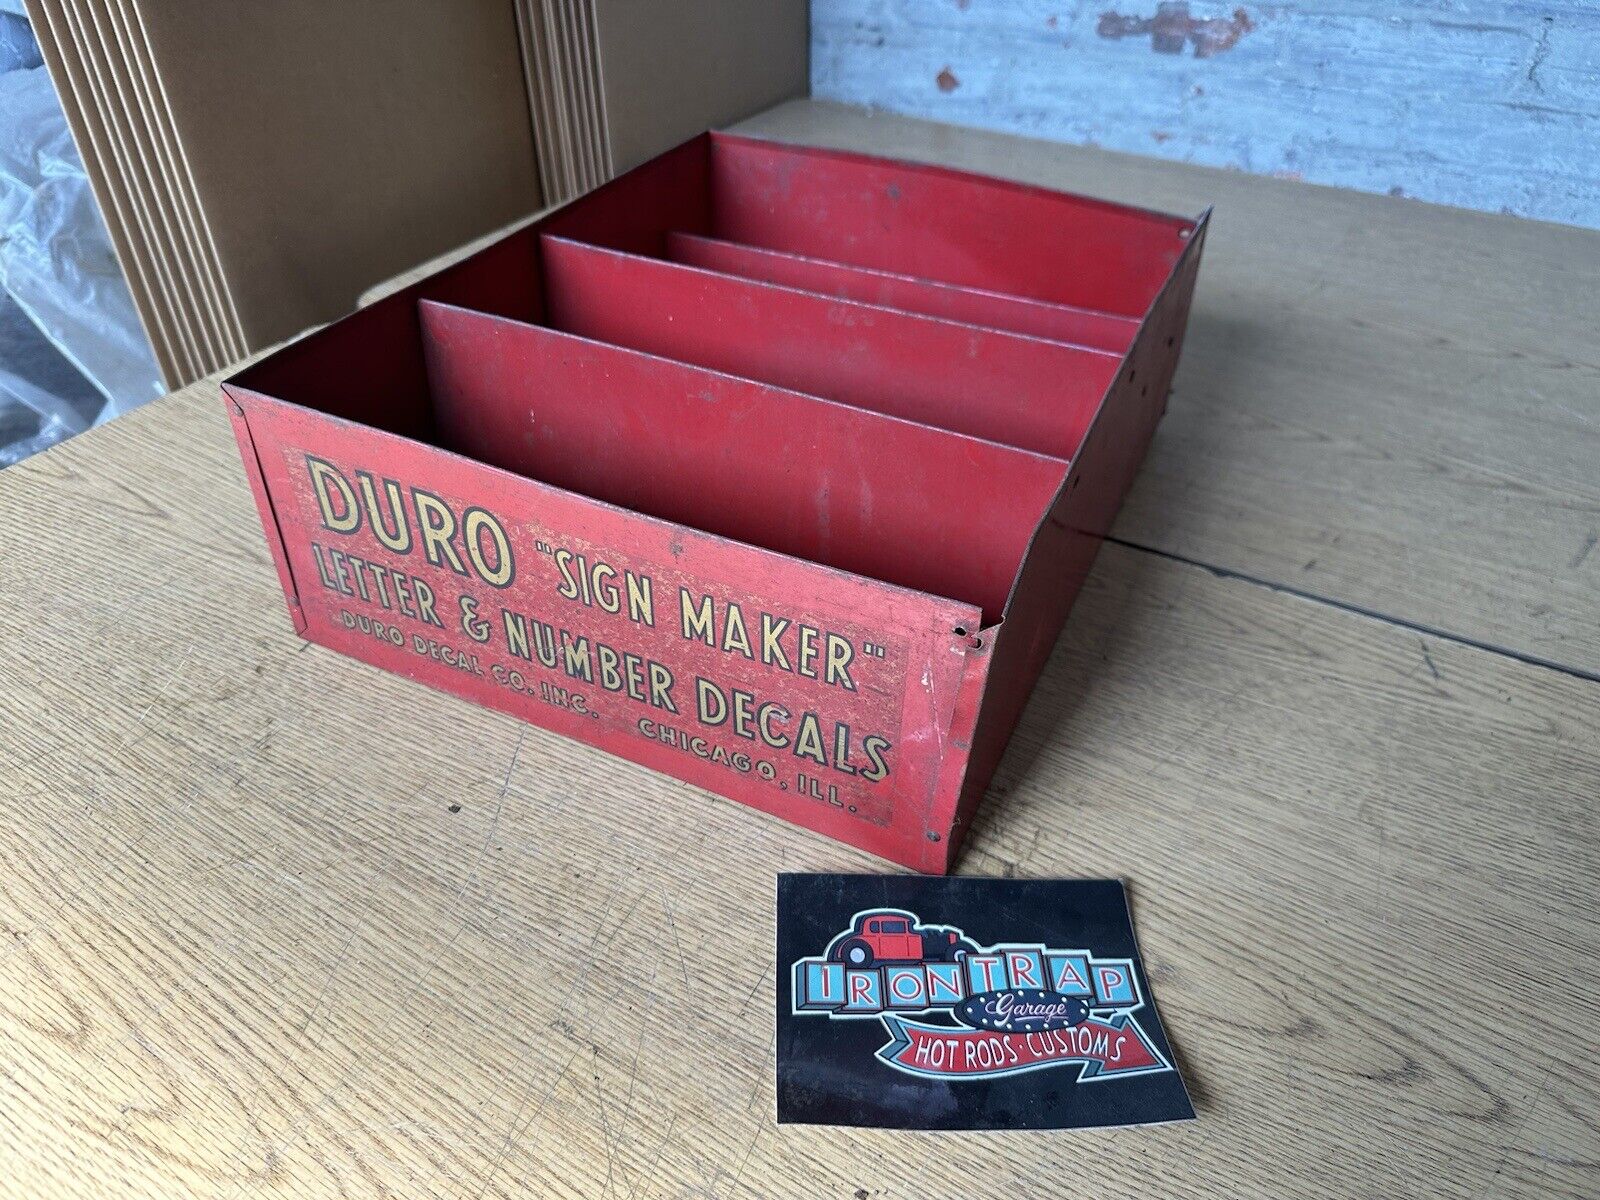 DURO "SIGN MAKER"
LETTER & NUMBER DECALS
DURO DECAL CO. INC. CHICAGO, ILL.
IRONTRAP
Garage
HOT RODS · CUSTOMS